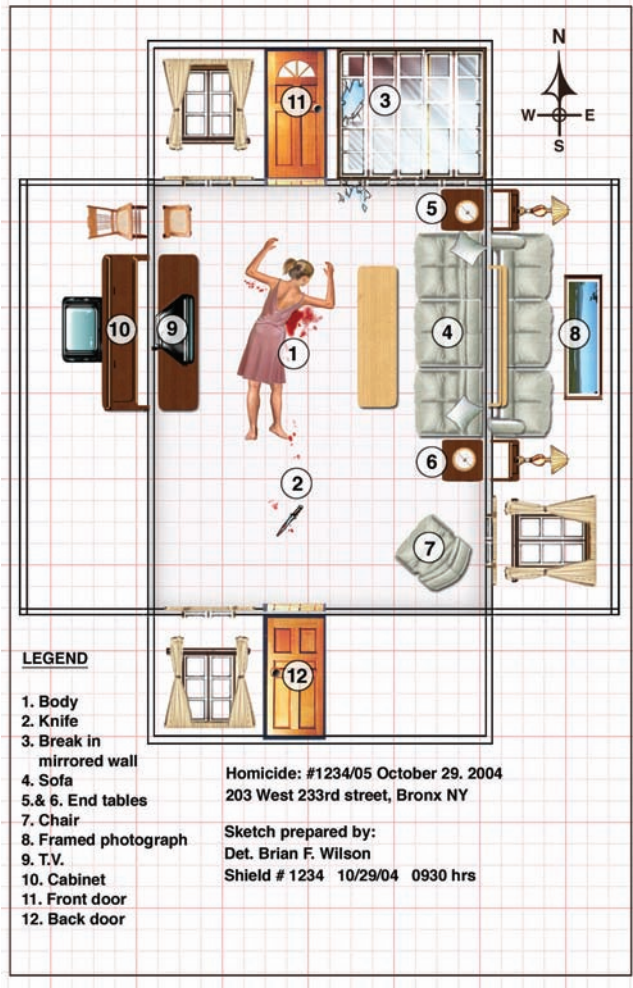 N
W E
S
11
3
5
10
9
4
8
1
6
2
7
12
LEGEND
1. Body
2. Knife
3. Break in
mirrored wall
4. Sofa
5.& 6. End tables
7. Chair
8. Framed photograph
9. T.V.
10. Cabinet
11. Front door
12. Back door
Homicide: #1234/05 October 29. 2004
203 West 233rd street, Bronx NY
Sketch prepared by:
Det. Brian F. Wilson
Shield # 1234 10/29/04 0930 hrs